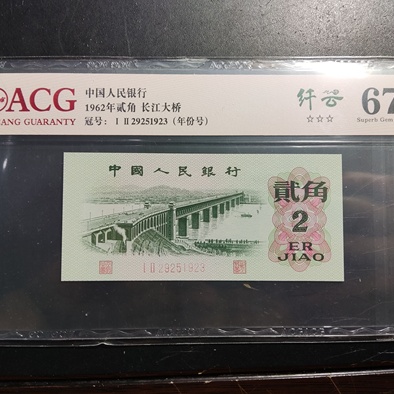 ACG
ANG GUARANTY
中国人民银行
1962年贰角 长江大桥
冠号: I II 29251923 (年份号)
纤云
☆☆☆
67
Superb Gem
中國人民銀行
貳角
2
ER
JIAO
I II 29251923